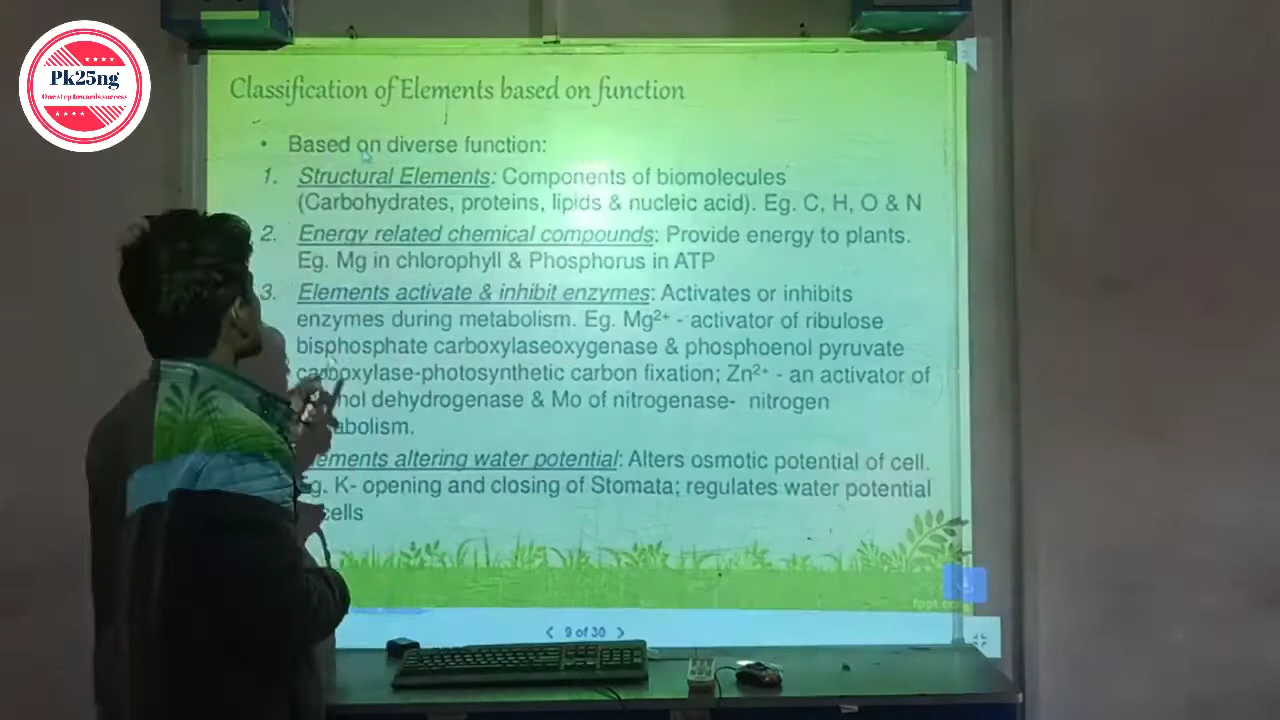 Pk25ng
One step towards success
Classification of Elements based on function
• Based on diverse function:
1. Structural Elements: Components of biomolecules
(Carbohydrates, proteins, lipids & nucleic acid). Eg. C, H, O & N
2. Energy related chemical compounds: Provide energy to plants.
Eg. Mg in chlorophyll & Phosphorus in ATP
3. Elements activate & inhibit enzymes: Activates or inhibits
enzymes during metabolism. Eg. Mg²⁺ - activator of ribulose
bisphosphate carboxylaseoxygenase & phosphoenol pyruvate
carboxylase-photosynthetic carbon fixation; Zn²⁺ - an activator of
hol dehydrogenase & Mo of nitrogenase- nitrogen
abolism.
ements altering water potential: Alters osmotic potential of cell.
Eg. K- opening and closing of Stomata; regulates water potential
cells
fppt.com
< 9 of 30 >